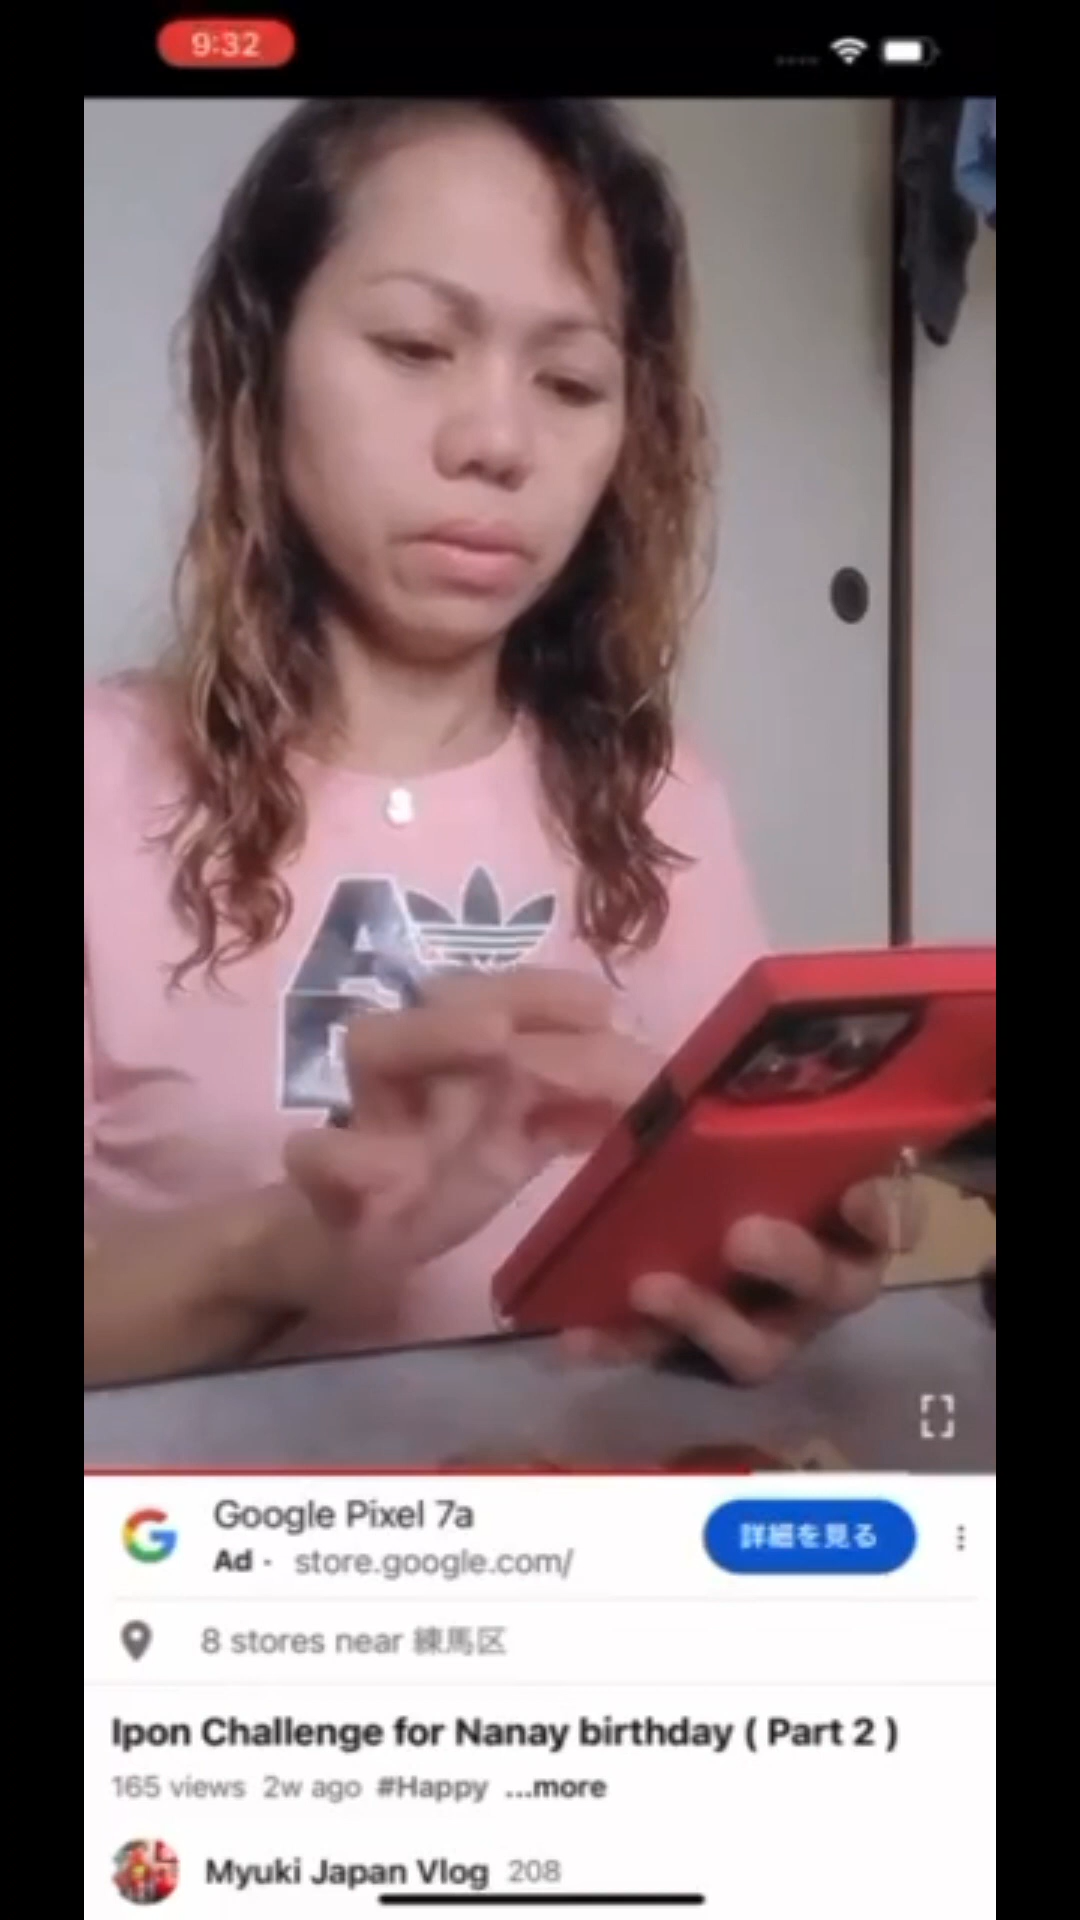 9:32
Google Pixel 7a
Ad · store.google.com/
詳細を見る
8 stores near 練馬区
Ipon Challenge for Nanay birthday ( Part 2 )
165 views 2w ago #Happy ...more
Myuki Japan Vlog 208